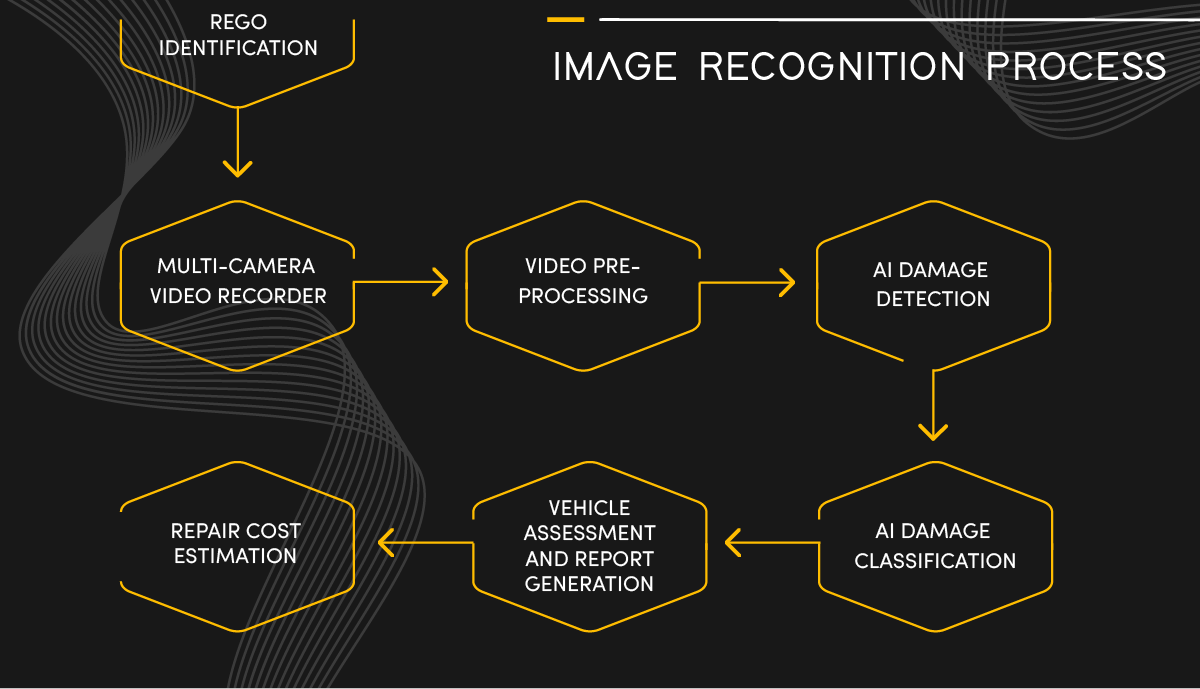 REGO
IDENTIFICATION
IMAGE RECOGNITION PROCESS
MULTI-CAMERA
VIDEO RECORDER
VIDEO PRE-
PROCESSING
AI DAMAGE
DETECTION
REPAIR COST
ESTIMATION
VEHICLE
ASSESSMENT
AND REPORT
GENERATION
AI DAMAGE
CLASSIFICATION